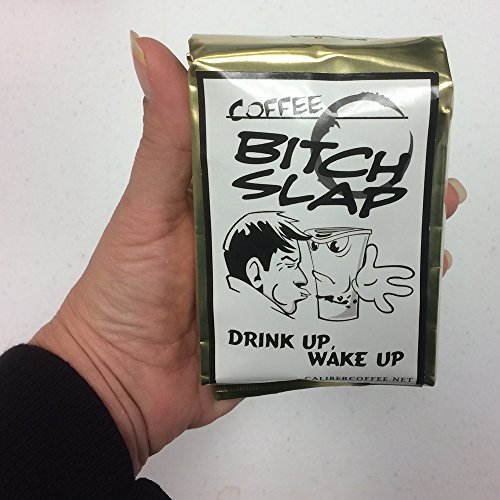 COFFEE
BITCH
SLAP
DRINK UP,
WAKE UP
CALIBERCOFFEE.NET